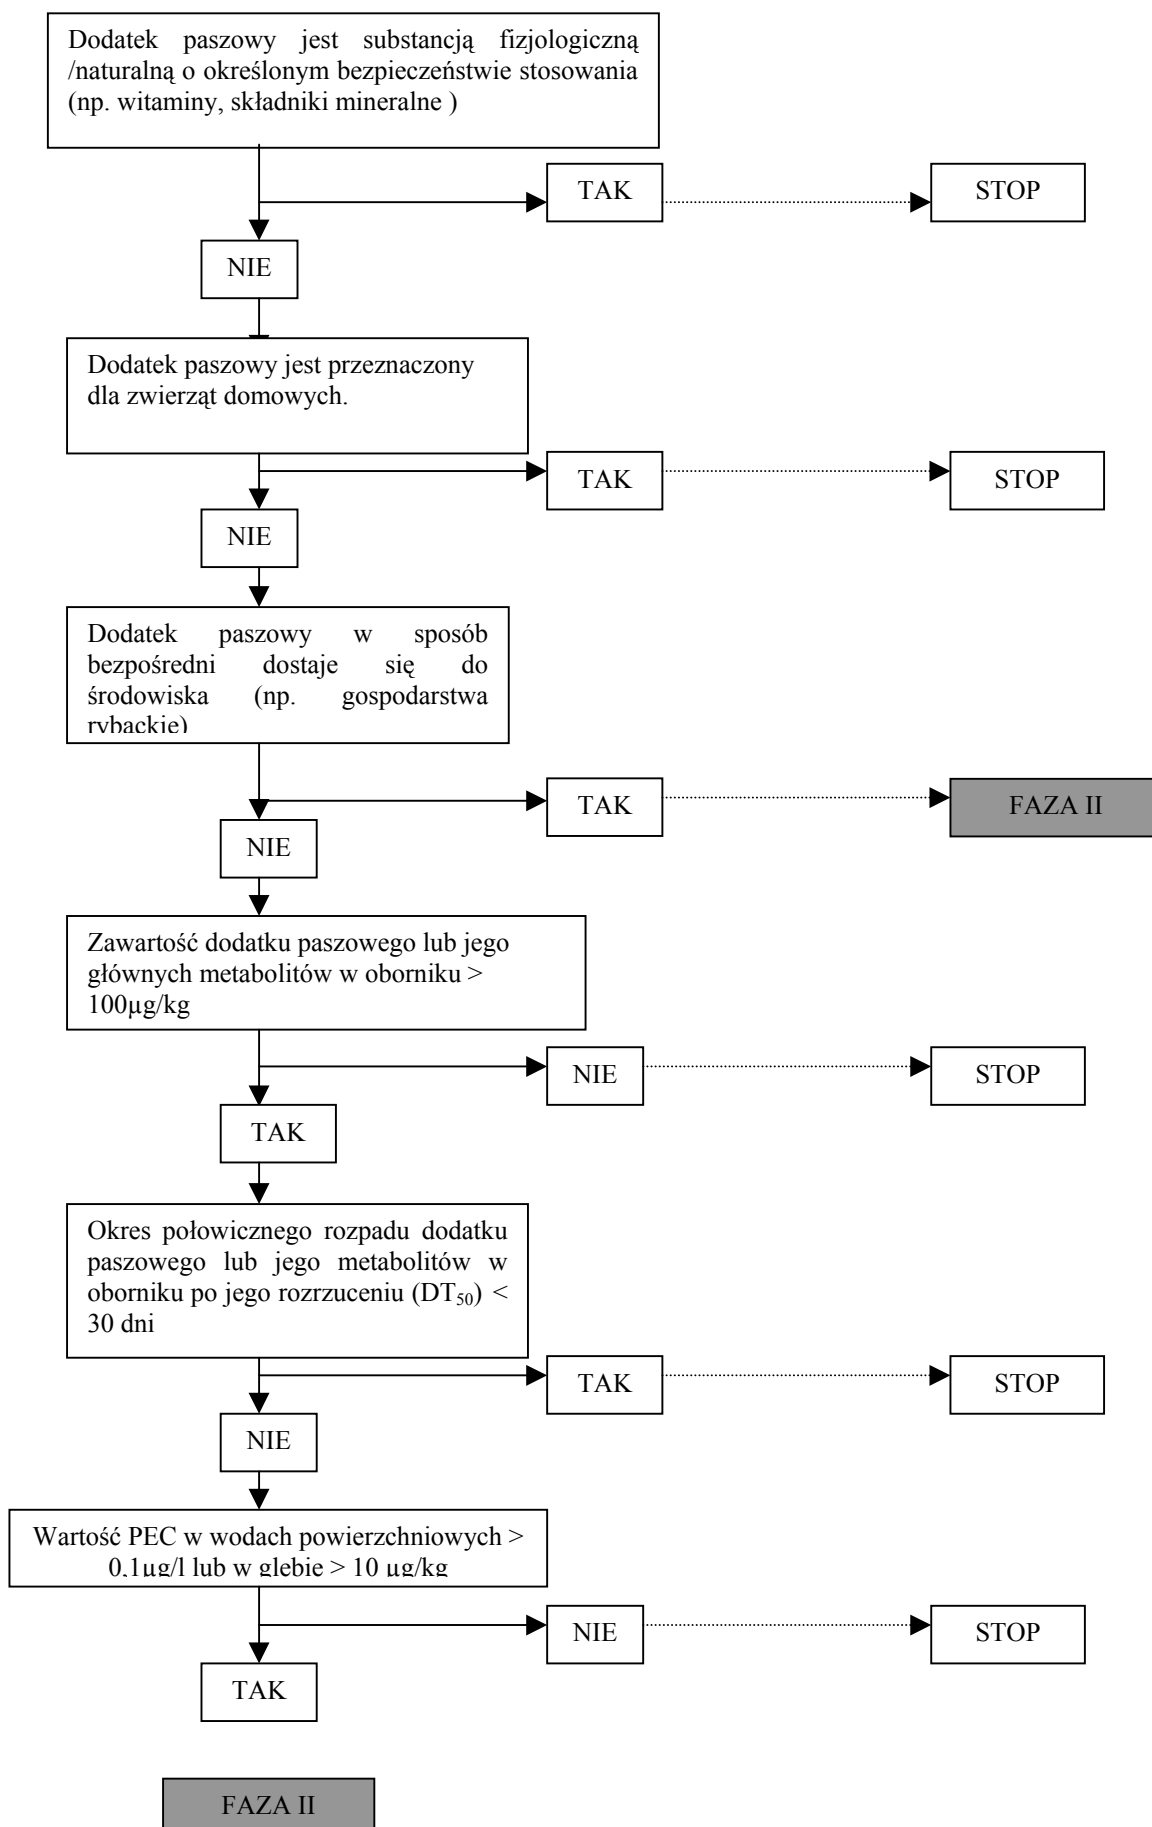 Dodatek paszowy jest substancją fizjologiczną
/naturalną o określonym bezpieczeństwie stosowania
(np. witaminy, składniki mineralne )
TAK
STOP
NIE
Dodatek paszowy jest przeznaczony
dla zwierząt domowych.
TAK
STOP
NIE
Dodatek paszowy w sposób
bezpośredni dostaje się do
środowiska (np. gospodarstwa
rybackie)
TAK
FAZA II
NIE
Zawartość dodatku paszowego lub jego
głównych metabolitów w oborniku >
100µg/kg
NIE
STOP
TAK
Okres połowicznego rozpadu dodatku
paszowego lub jego metabolitów w
oborniku po jego rozrzuceniu (DT₅₀) <
30 dni
TAK
STOP
NIE
Wartość PEC w wodach powierzchniowych >
0,1µg/l lub w glebie > 10 µg/kg
NIE
STOP
TAK
FAZA II